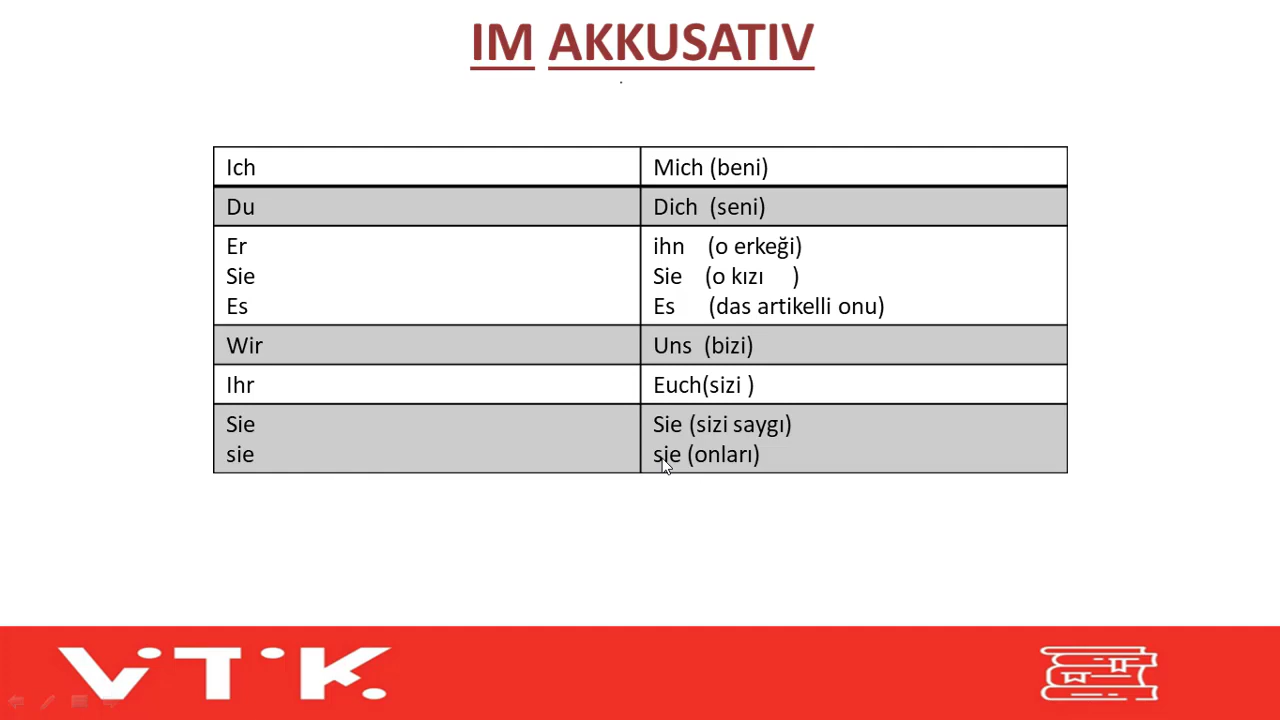 IM AKKUSATIV
Ich Mich (beni)
Du Dich (seni)
Er ihn (o erkeği)
Sie Sie (o kızı )
Es Es (das artikelli onu)
Wir Uns (bizi)
Ihr Euch(sizi )
Sie Sie (sizi saygı)
sie sie (onları)
VTK